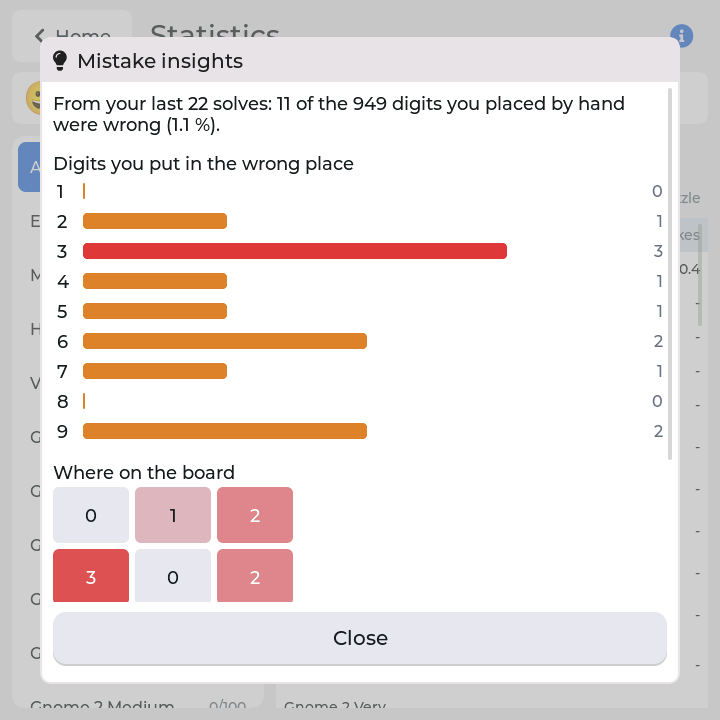 Home
Statistics
Mistake insights
From your last 22 solves: 11 of the 949 digits you placed by hand
were wrong (1.1 %).
Digits you put in the wrong place
1 0
2 1
3 3
4 1
5 1
6 2
7 1
8 0
9 2
Where on the board
0 1 2
3 0 2
Close
Gnome 2 Medium 0/100
Gnome 2 Very